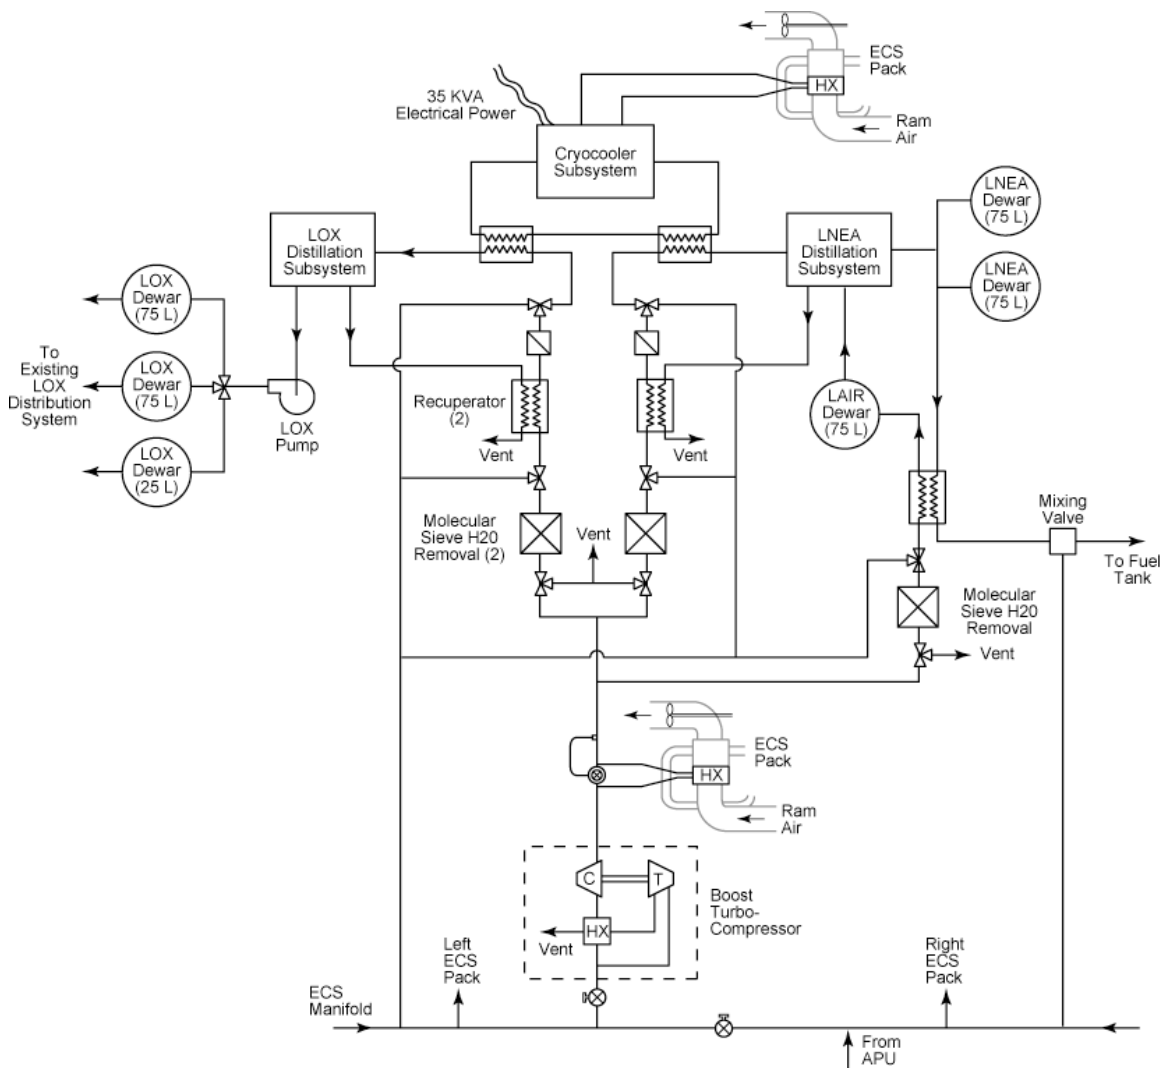 ECS
Pack
HX
Ram
Air
35 KVA
Electrical Power
Cryocooler
Subsystem
LNEA
Dewar
(75 L)
LOX
Distillation
Subsystem
LNEA
Distillation
Subsystem
LNEA
Dewar
(75 L)
LOX
Dewar
(75 L)
To
Existing
LOX
Distribution
System
LOX
Dewar
(75 L)
LOX
Dewar
(25 L)
LOX
Pump
Recuperator
(2)
Vent
Vent
LAIR
Dewar
(75 L)
Mixing
Valve
To Fuel
Tank
Molecular
Sieve H20
Removal (2)
Vent
Molecular
Sieve H20
Removal
Vent
ECS
Pack
HX
Ram
Air
C
T
HX
Vent
Boost
Turbo-
Compressor
Left
ECS
Pack
Right
ECS
Pack
ECS
Manifold
From
APU